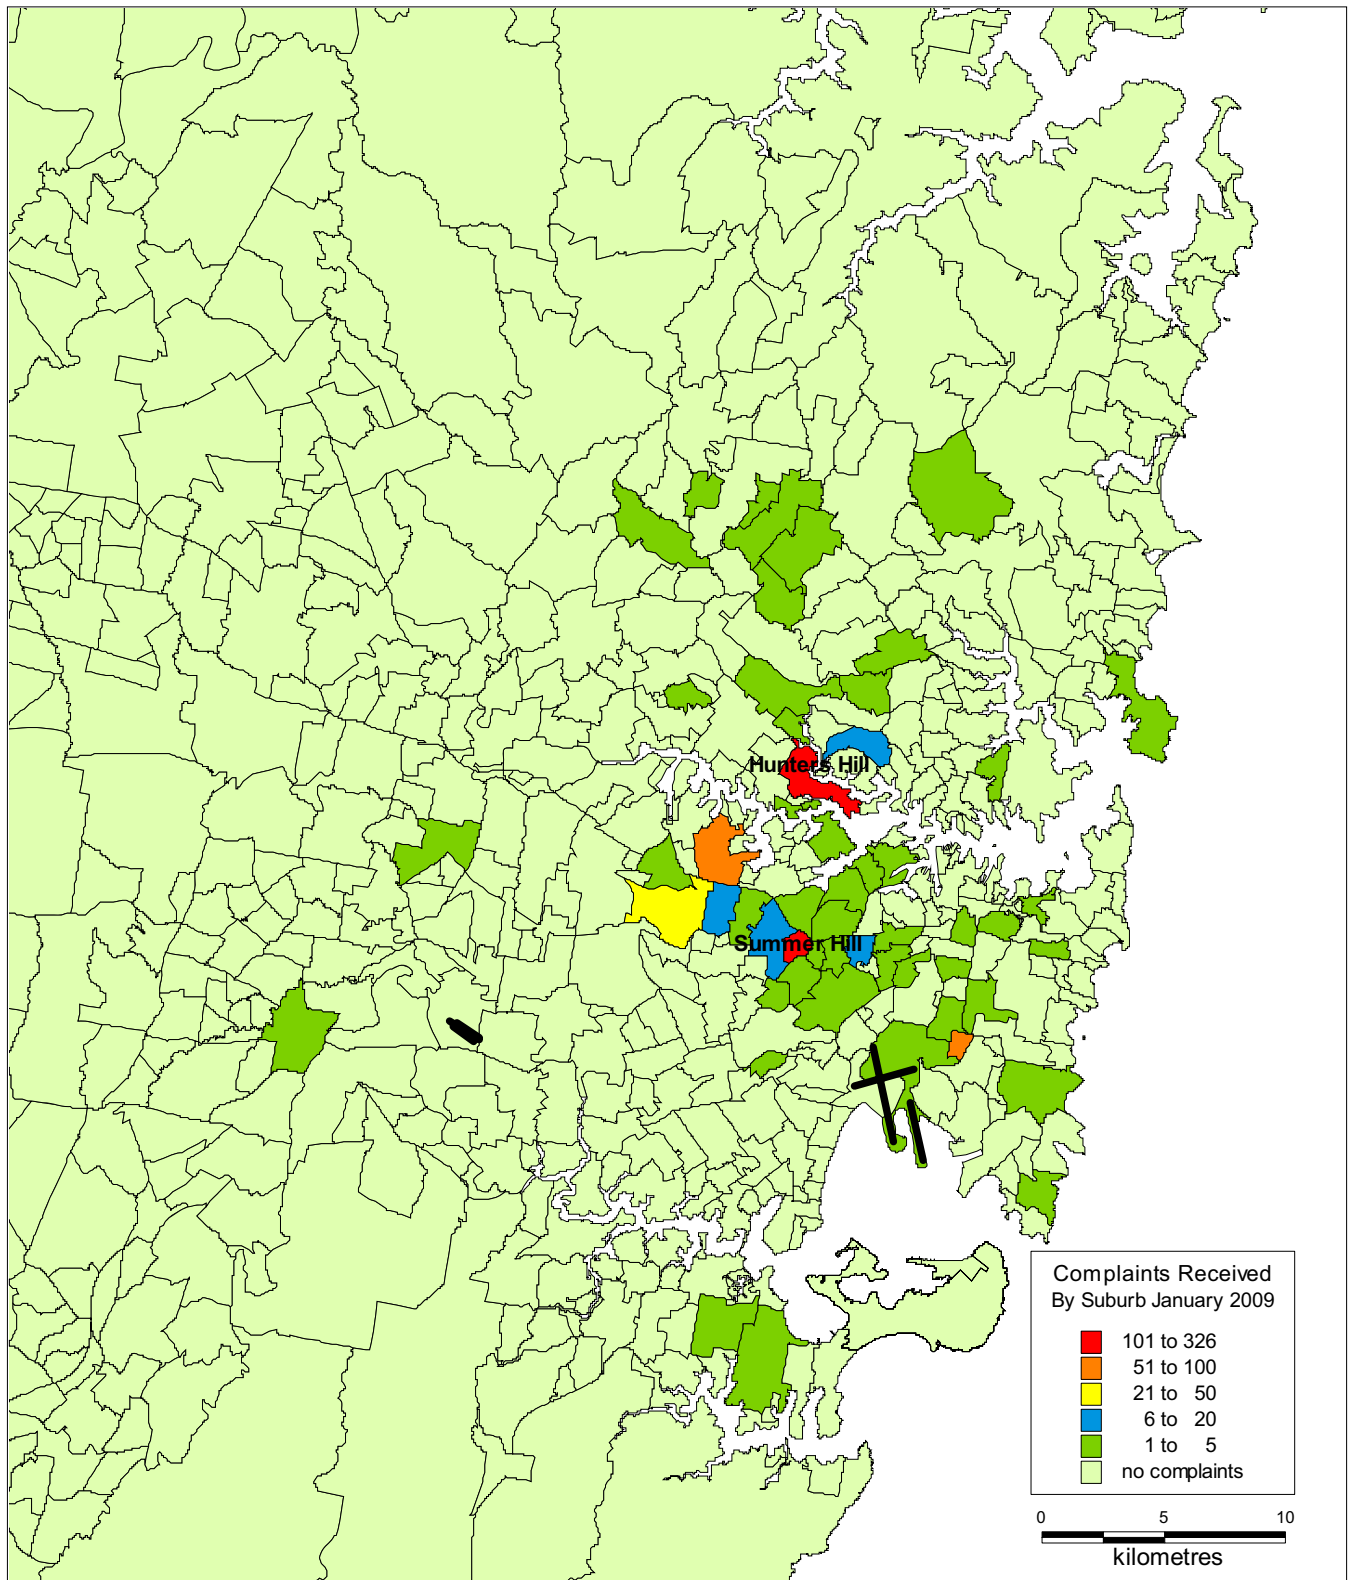 Hunters Hill
Summer Hill
Complaints Received
By Suburb January 2009
101 to 326
51 to 100
21 to 50
6 to 20
1 to 5
no complaints
0 5 10
kilometres